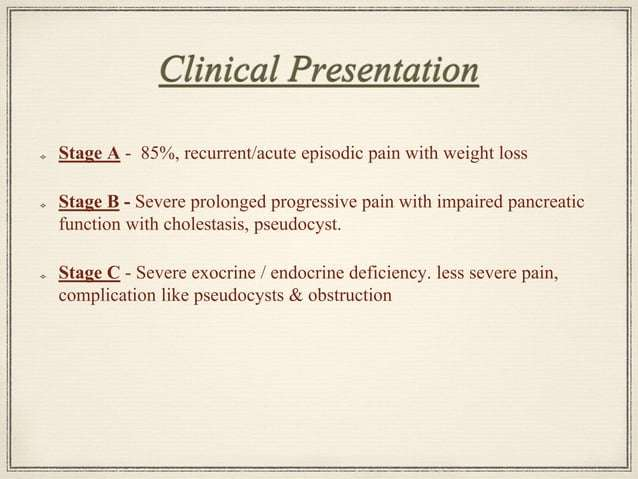 Clinical Presentation
Stage A - 85%, recurrent/acute episodic pain with weight loss
Stage B - Severe prolonged progressive pain with impaired pancreatic
function with cholestasis, pseudocyst.
Stage C - Severe exocrine / endocrine deficiency. less severe pain,
complication like pseudocysts & obstruction